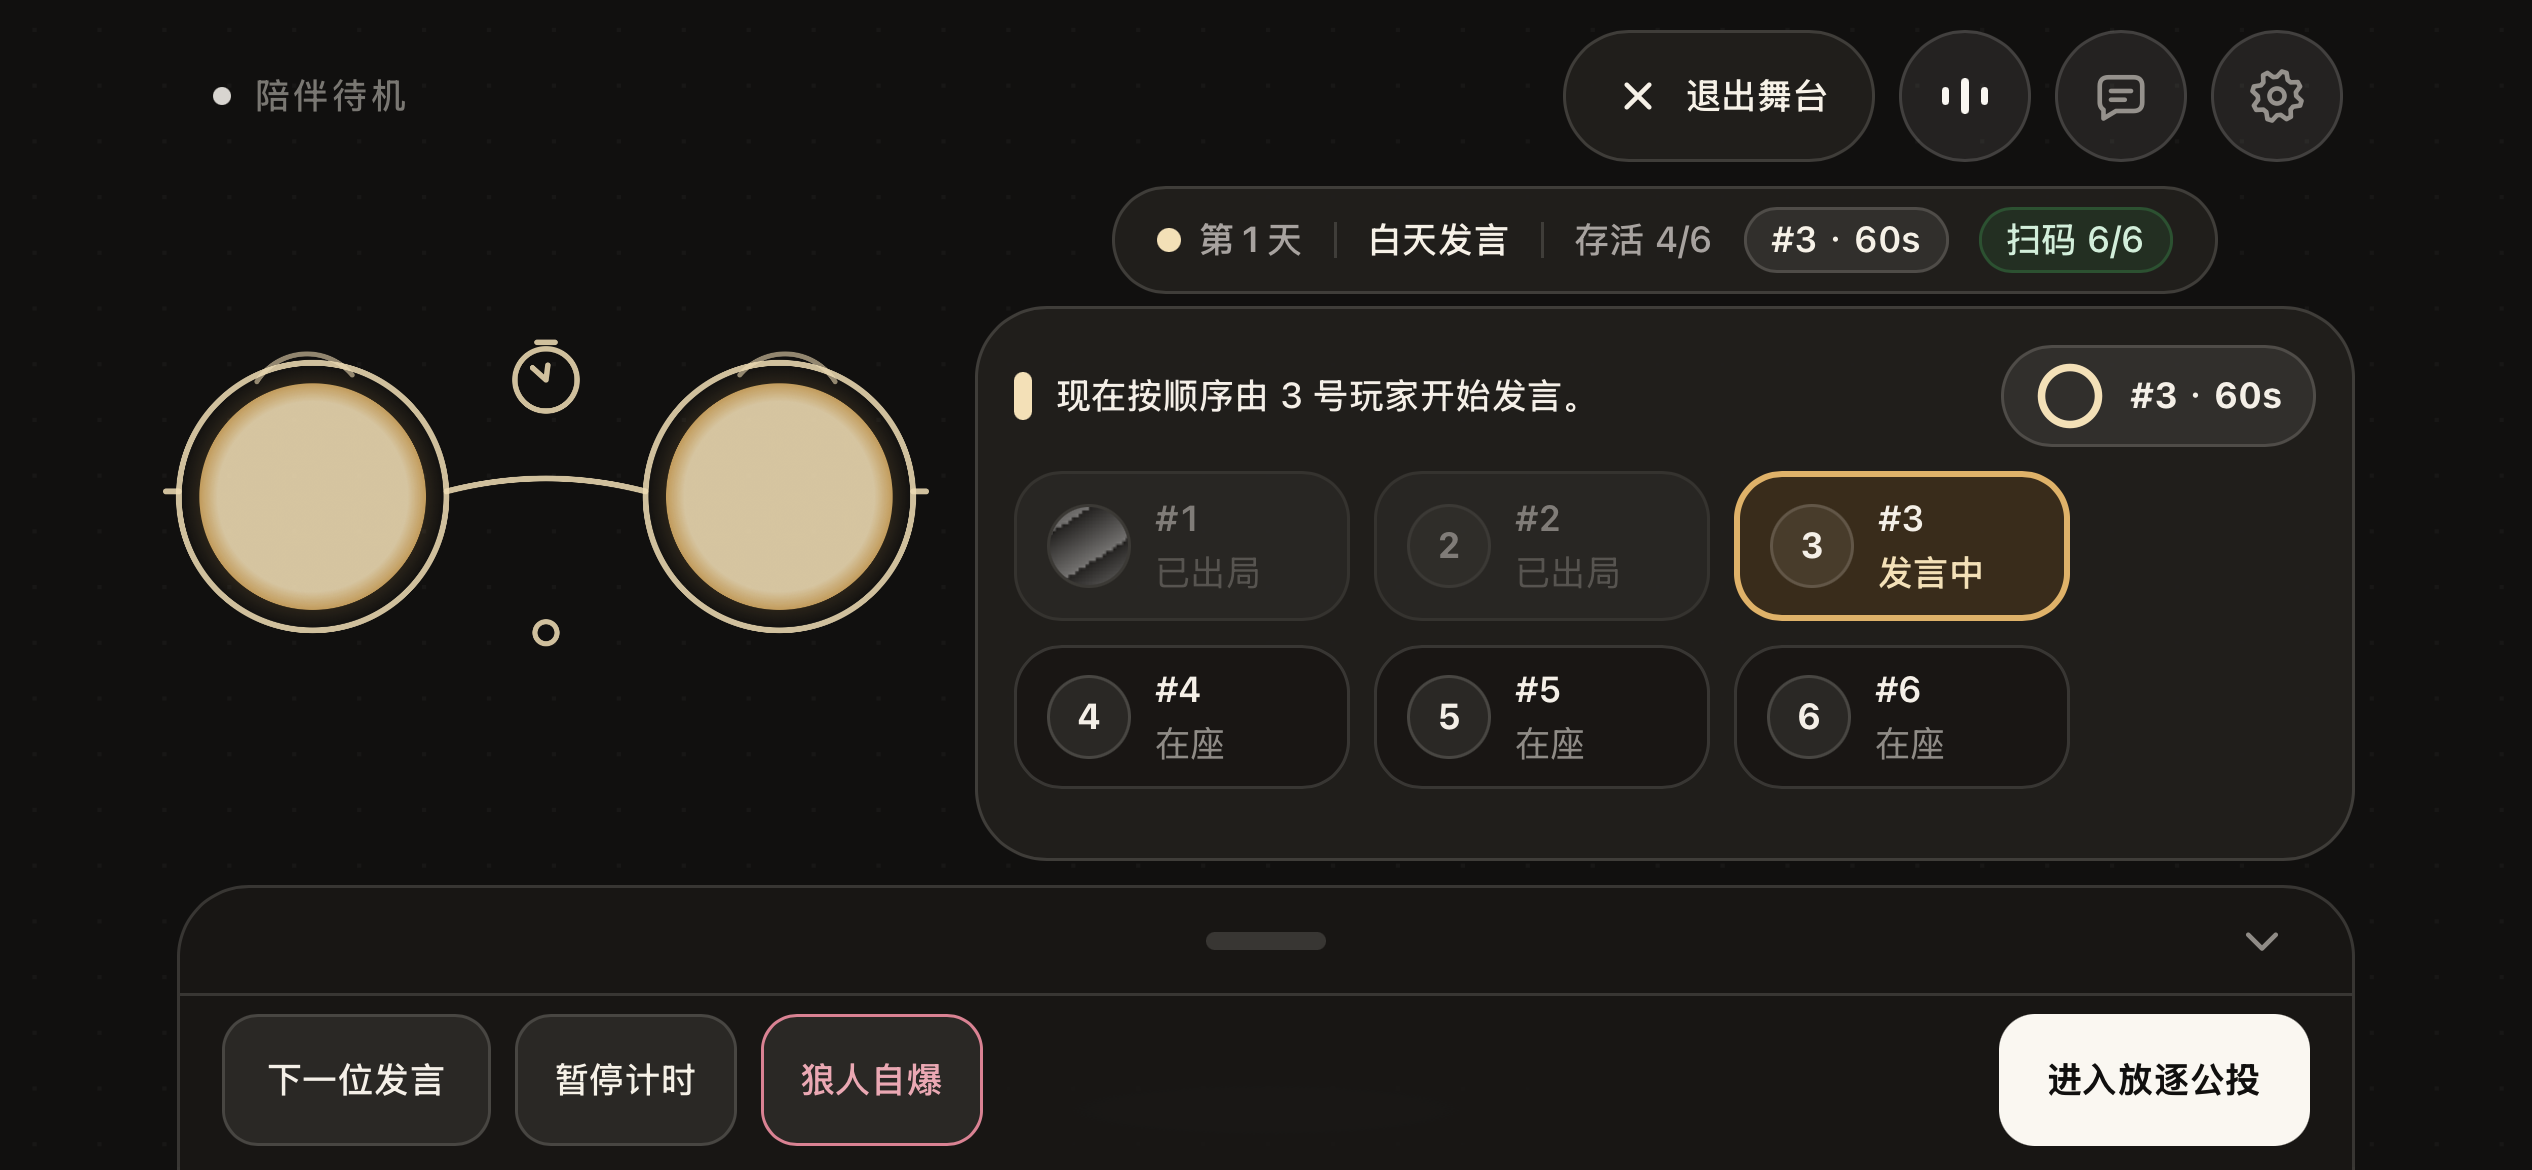 陪伴待机
退出舞台
第 1 天 白天发言 存活 4/6 #3 · 60s 扫码 6/6
现在按顺序由 3 号玩家开始发言。
#3 · 60s
#1
已出局
2
#2
已出局
3
#3
发言中
4
#4
在座
5
#5
在座
6
#6
在座
下一位发言
暂停计时
狼人自爆
进入放逐公投